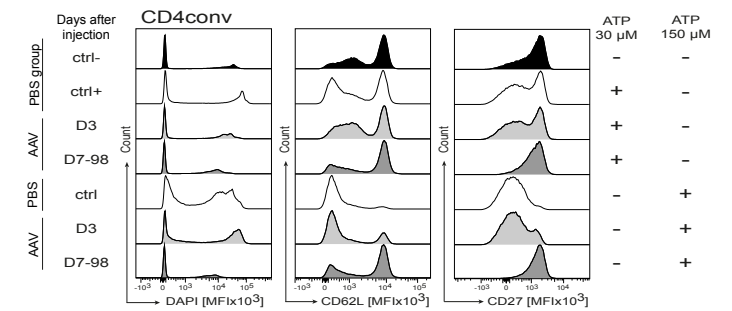 Days after injection
CD4conv
ATP 30 µM
ATP 150 µM
PBS group
ctrl-
- -
ctrl+
+ -
AAV
D3
+ -
D7-98
+ -
PBS
ctrl
- +
AAV
D3
- +
D7-98
- +
Count
Count
Count
-10³ 0 10³ 10⁴ 10⁵
-10³ 0 10³ 10⁴
-10³ 0 10³ 10⁴
DAPI [MFIx10³]
CD62L [MFIx10³]
CD27 [MFIx10³]